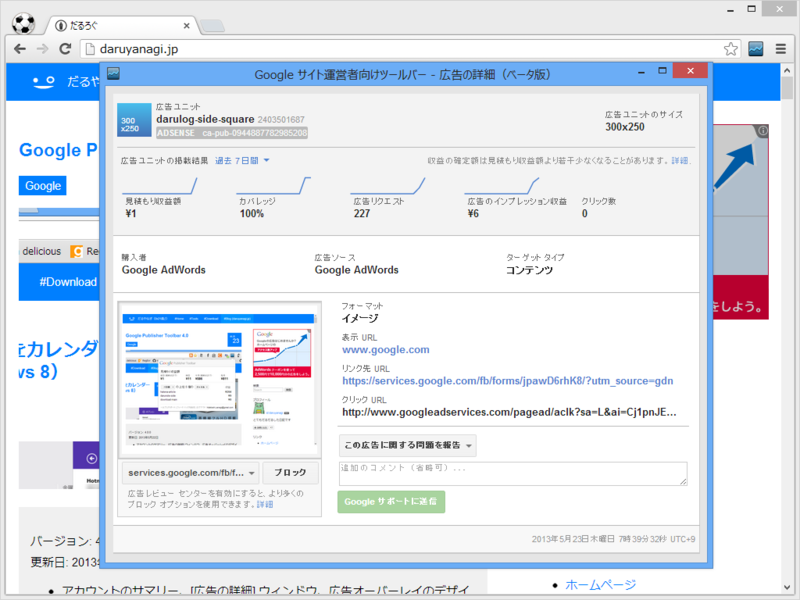 だるろぐ
daruyanagi.jp
Google サイト運営者向けツールバー - 広告の詳細（ベータ版）
だるや
300
x250
広告ユニット
darulog-side-square 2403501687
ADSENSE ca-pub-0944887782985208
広告ユニットのサイズ
300x250
Google P
Google
広告ユニットの掲載結果 過去 7日間
収益の確定額は見積もり収益額より若干少なくなることがあります。詳細.
見積もり収益額
¥1
カバレッジ
100%
広告リクエスト
227
広告のインプレッション収益
¥6
クリック数
0
delicious
Re
#Download
購入者
Google AdWords
広告ソース
Google AdWords
ターゲット タイプ
コンテンツ
をしよう。
カレンダ
vs 8）
フォーマット
イメージ
表示 URL
www.google.com
リンク先 URL
https://services.google.com/fb/forms/jpawD6rhK8/?utm_source=gdn
クリック URL
http://www.googleadservices.com/pagead/aclk?sa=L&ai=Cj1pnJE...
Google Publisher Toolbar 4.0
この広告に関する問題を報告
追加のコメント（省略可）...
Google サポートに送信
services.google.com/fb/f...
ブロック
広告レビュー センターを有効にすると、より多くの
ブロック オプションを使用できます。詳細
2013年5月23日木曜日 7時39分32秒 UTC+9
バージョン: 4
更新日: 2013
アカウントのサマリー、[広告の詳細] ウィンドウ、広告オーバーレイのデザイ
ホームページ